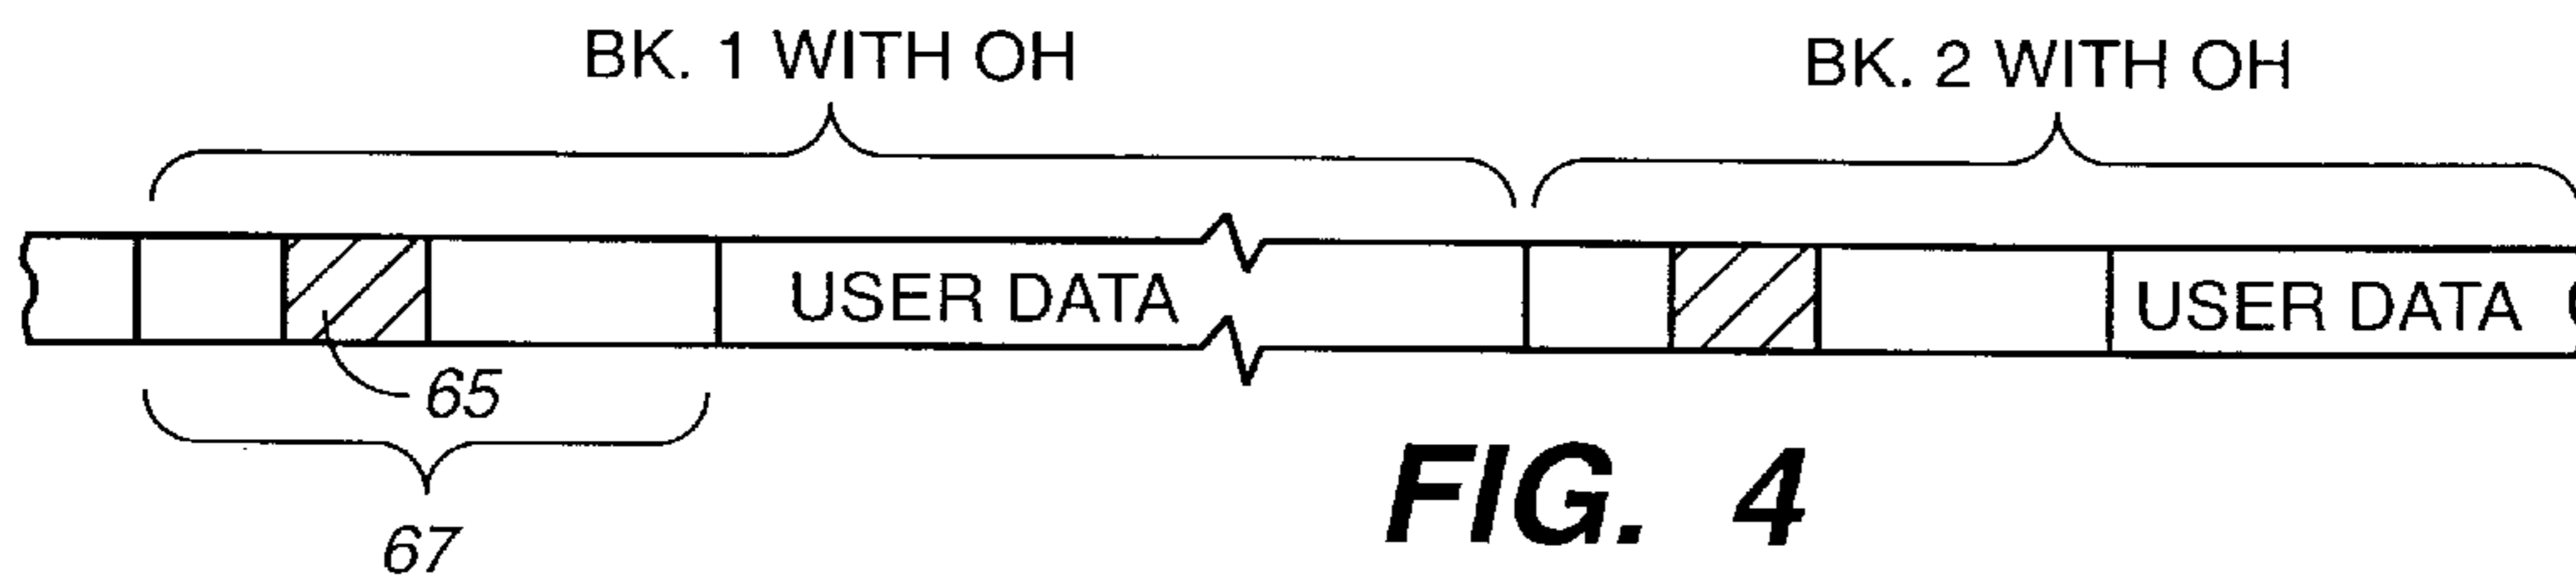 BK. 1 WITH OH
BK. 2 WITH OH
USER DATA
USER DATA
65
67
FIG. 4